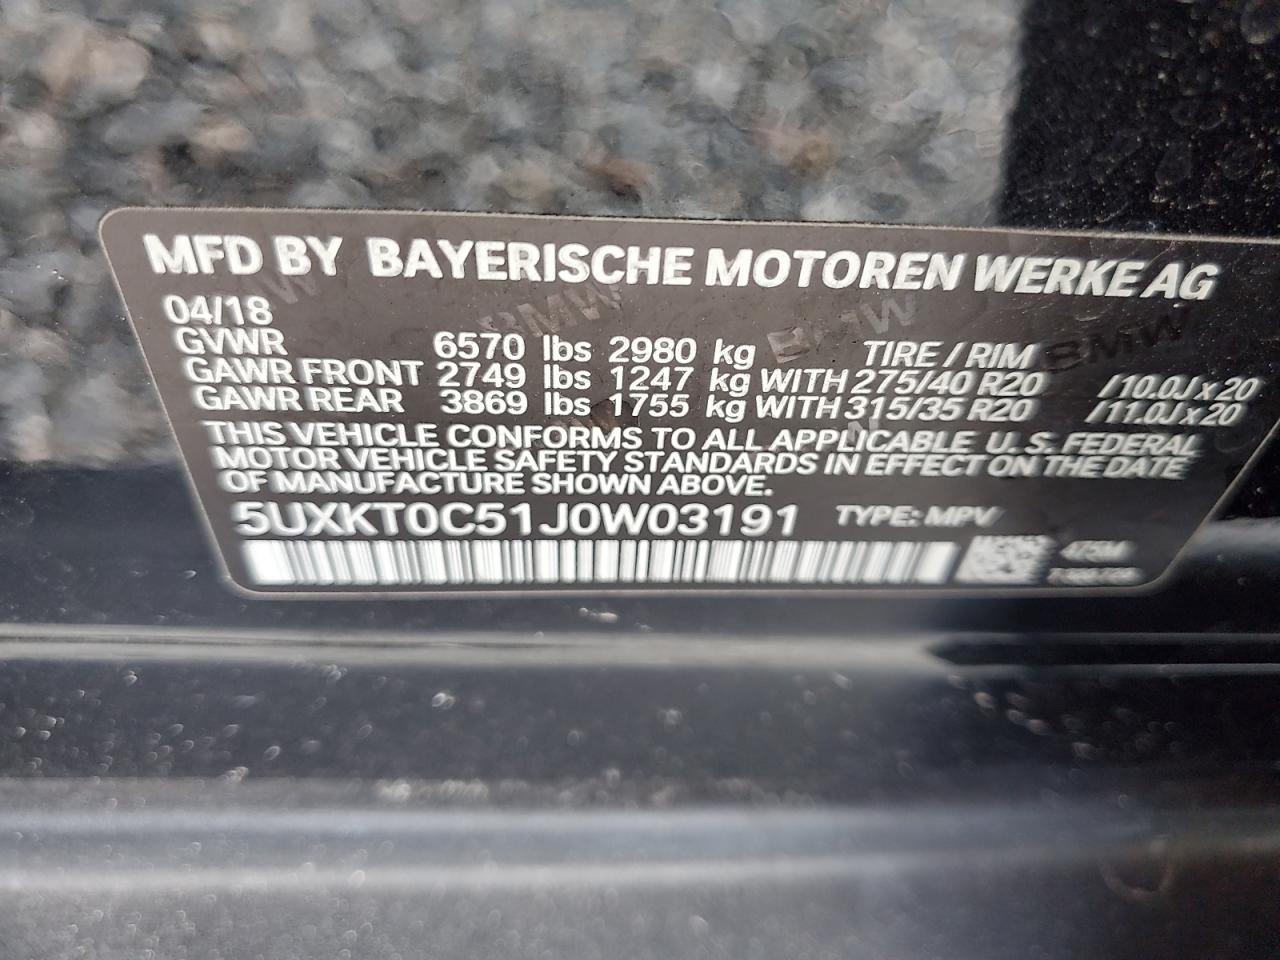 MFD BY BAYERISCHE MOTOREN WERKE AG
04/18
GVWR 6570 lbs 2980 kg TIRE / RIM
GAWR FRONT 2749 lbs 1247 kg WITH 275/40 R20 / 10.0J x 20
GAWR REAR 3869 lbs 1755 kg WITH 315/35 R20 / 11.0J x 20
THIS VEHICLE CONFORMS TO ALL APPLICABLE U. S. FEDERAL
MOTOR VEHICLE SAFETY STANDARDS IN EFFECT ON THE DATE
OF MANUFACTURE SHOWN ABOVE.
5UXKT0C51J0W03191 TYPE: MPV
475M